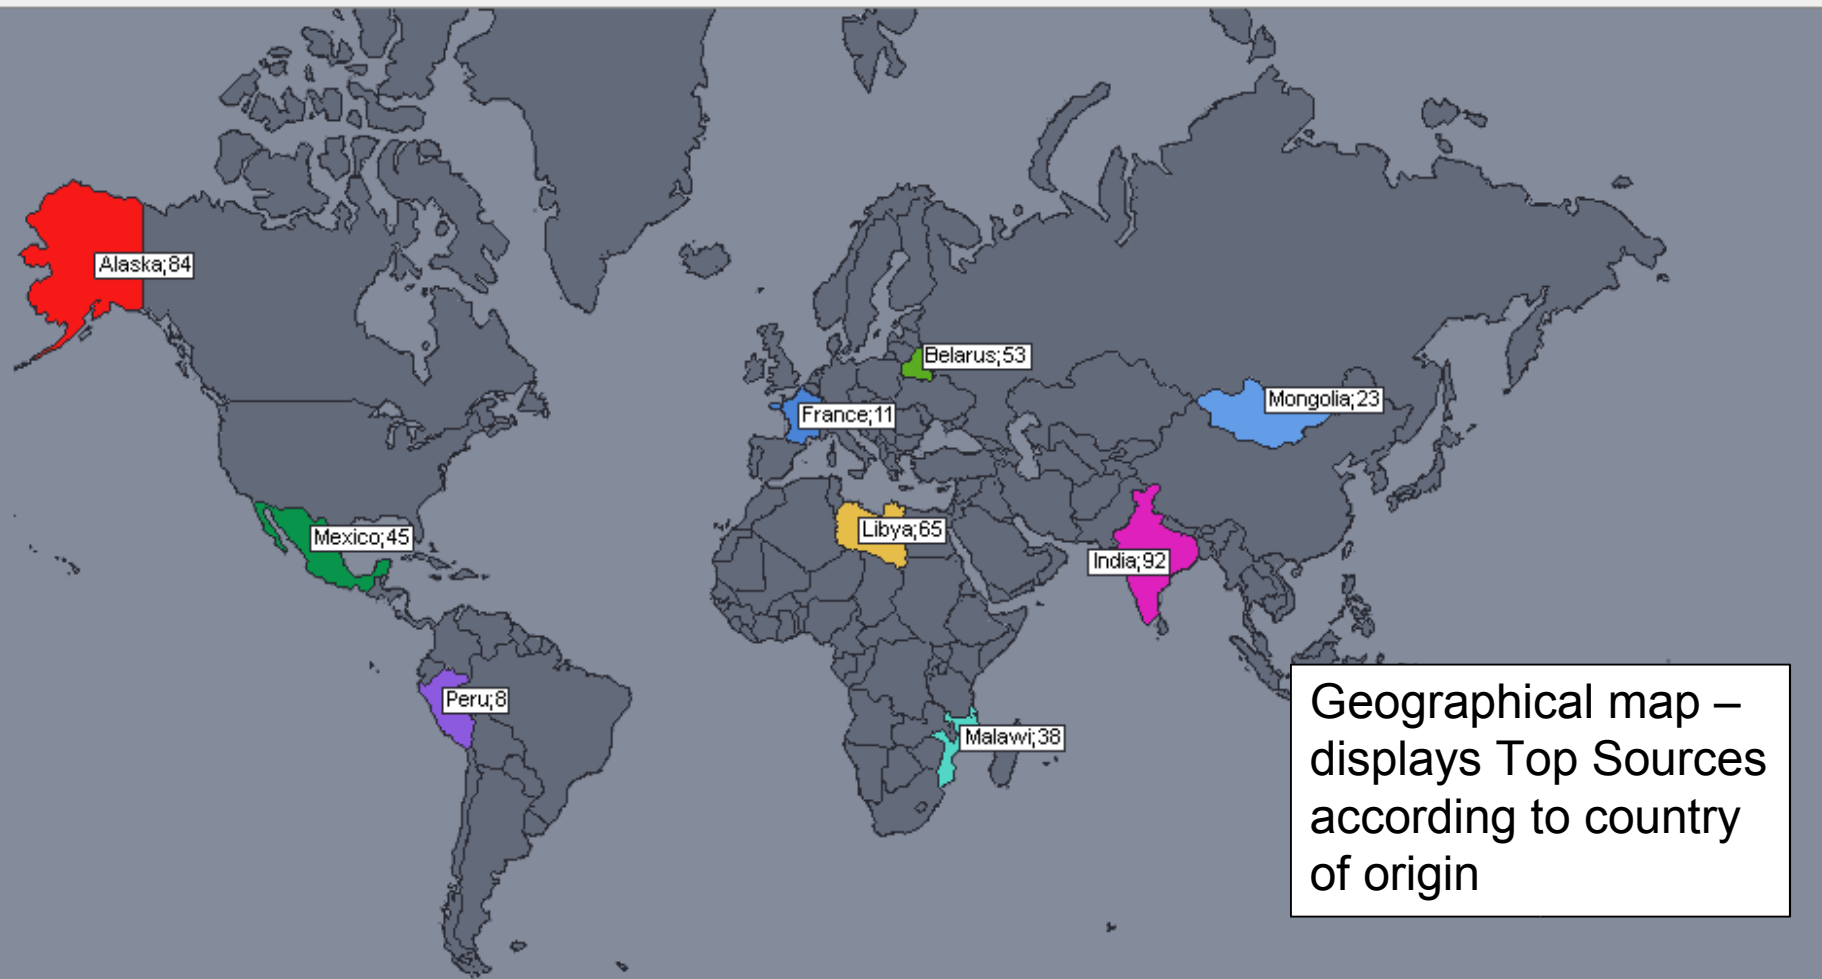 Alaska;84
Belarus;53
Mongolia;23
France;11
Libya;65
Mexico;45
India;92
Peru;8
Malawi;38
Geographical map –
displays Top Sources
according to country
of origin